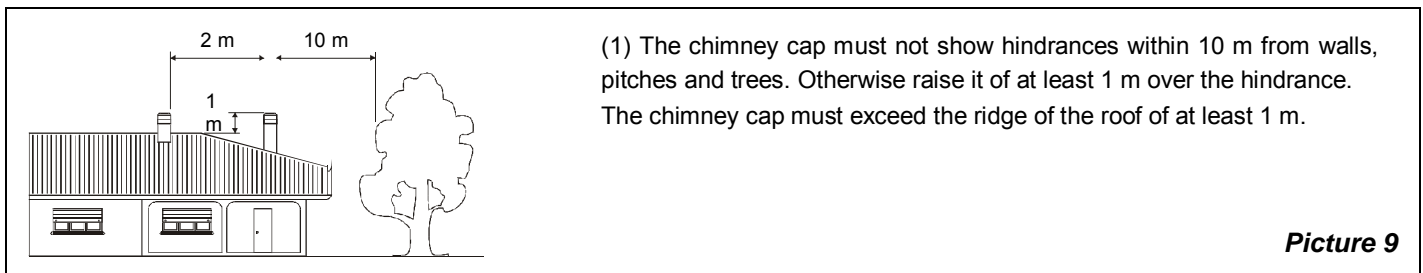 2 m 10 m
1
m
(1) The chimney cap must not show hindrances within 10 m from walls,
pitches and trees. Otherwise raise it of at least 1 m over the hindrance.
The chimney cap must exceed the ridge of the roof of at least 1 m.
Picture 9